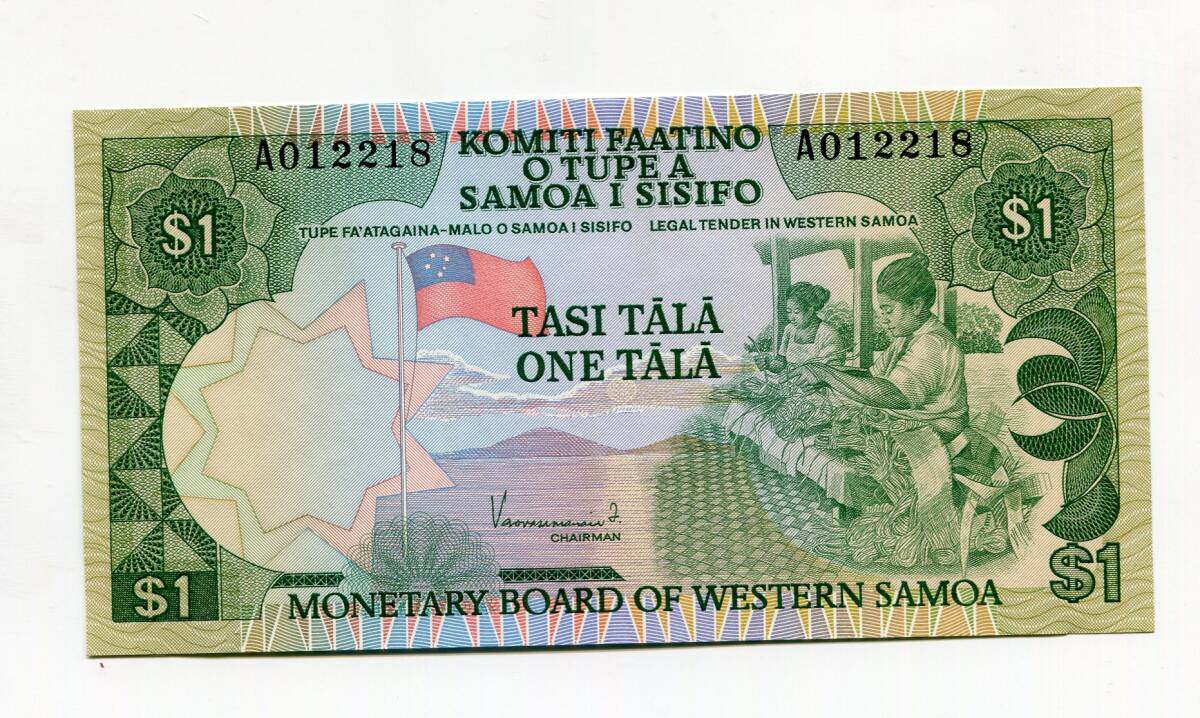 A012218
KOMITI FAATINO
O TUPE A
SAMOA I SISIFO
A012218
$1
$1
TUPE FA'ATAGAINA-MALO O SAMOA I SISIFO LEGAL TENDER IN WESTERN SAMOA
TASI TĀLĀ
ONE TĀLĀ
CHAIRMAN
$1
$1
MONETARY BOARD OF WESTERN SAMOA